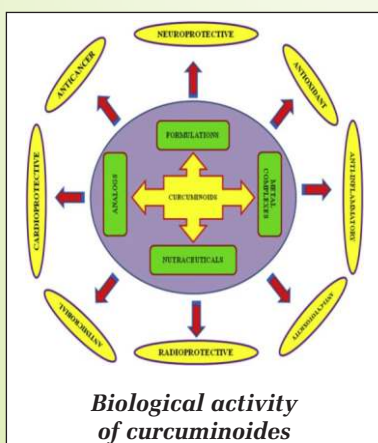 NEUROPROTECTIVE
ANTICANCER
ANTIOXIDANT
FORMULATIONS
CARDIOPROTECTIVE
ANALOGS
CURCUMINOIDS
METAL
COMPLEXES
ANTI INFLAMMATORY
NUTRACEUTICALS
ANTIMICROBIAL
RADIOPROTECTIVE
Biological activity
of curcuminoides